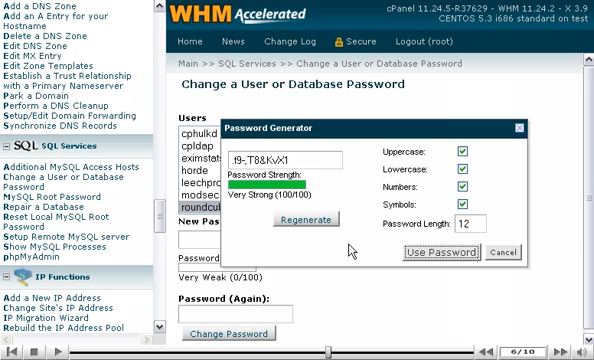 Add a DNS Zone
Add an Entry for your
Hostname
Delete a DNS Zone
Edit DNS Zone
Edit MX Entry
Edit Zone Templates
Establish a Trust Relationship
with a Primary Nameserver
Park a Domain
Perform a DNS Cleanup
Setup/Edit Domain Forwarding
Synchronize DNS Records
SQL SQL Services
Additional MySQL Access Hosts
Change a User or Database
Password
MySQL Root Password
Repair a Database
Reset Local MySQL Root
Password
Setup Remote MySQL server
Show MySQL Processes
phpMyAdmin
IP Functions
Add a New IP Address
Change Site's IP Address
IP Migration Wizard
Rebuild the IP Address Pool
WHM Accelerated
cPanel 11.24.5-R37629 - WHM 11.24.2 - X 3.9
CENTOS 5.3 i686 standard on test
Home News Change Log Secure Logout (root)
Main >> SQL Services >> Change a User or Database Password
Change a User or Database Password
Users
cphulkd
cpldap
eximstats
horde
leechpro
modsec
roundcub
New Pas
Password
Very Weak (0/100)
Password (Again):
Change Password
Password Generator
.f9-,T8&KvX1
Password Strength:
Very Strong (100/100)
Regenerate
Uppercase:
Lowercase:
Numbers:
Symbols:
Password Length: 12
Use Password Cancel
6/10